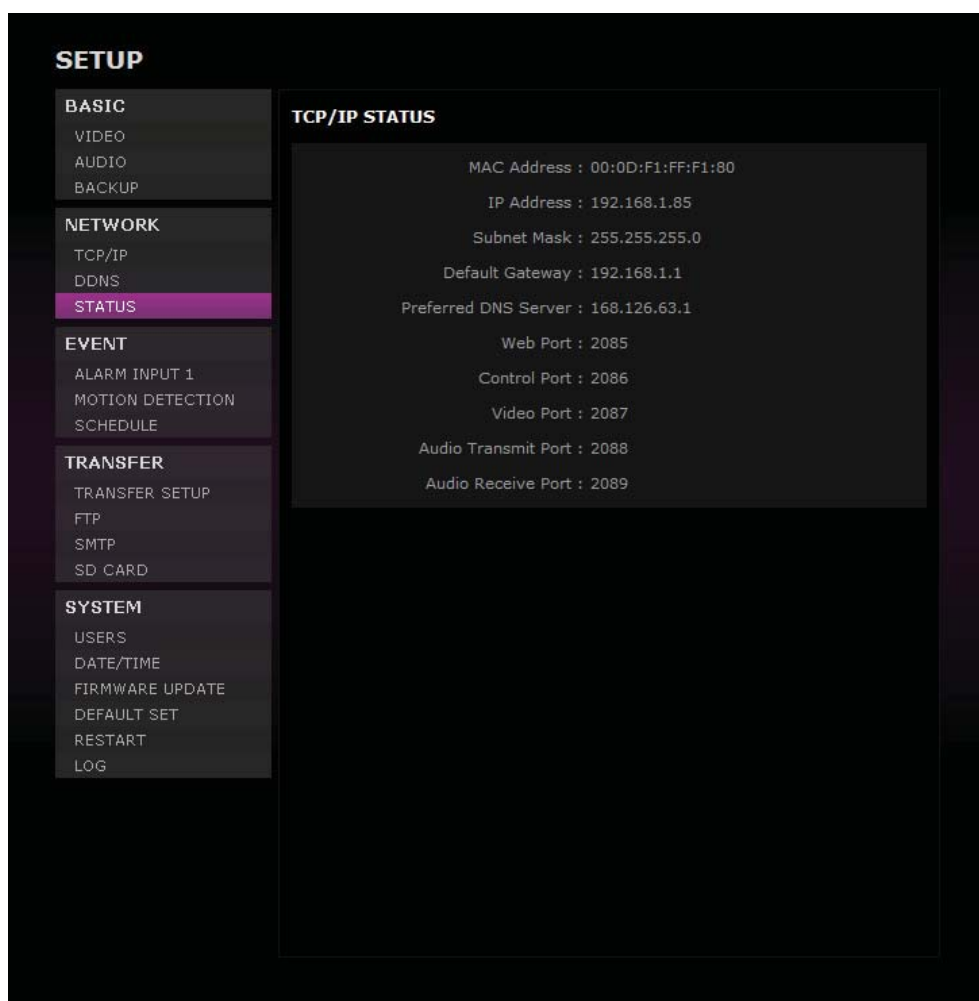 SETUP
BASIC
VIDEO
AUDIO
BACKUP
NETWORK
TCP/IP
DDNS
STATUS
EVENT
ALARM INPUT 1
MOTION DETECTION
SCHEDULE
TRANSFER
TRANSFER SETUP
FTP
SMTP
SD CARD
SYSTEM
USERS
DATE/TIME
FIRMWARE UPDATE
DEFAULT SET
RESTART
LOG
TCP/IP STATUS
MAC Address : 00:0D:F1:FF:F1:80
IP Address : 192.168.1.85
Subnet Mask : 255.255.255.0
Default Gateway : 192.168.1.1
Preferred DNS Server : 168.126.63.1
Web Port : 2085
Control Port : 2086
Video Port : 2087
Audio Transmit Port : 2088
Audio Receive Port : 2089